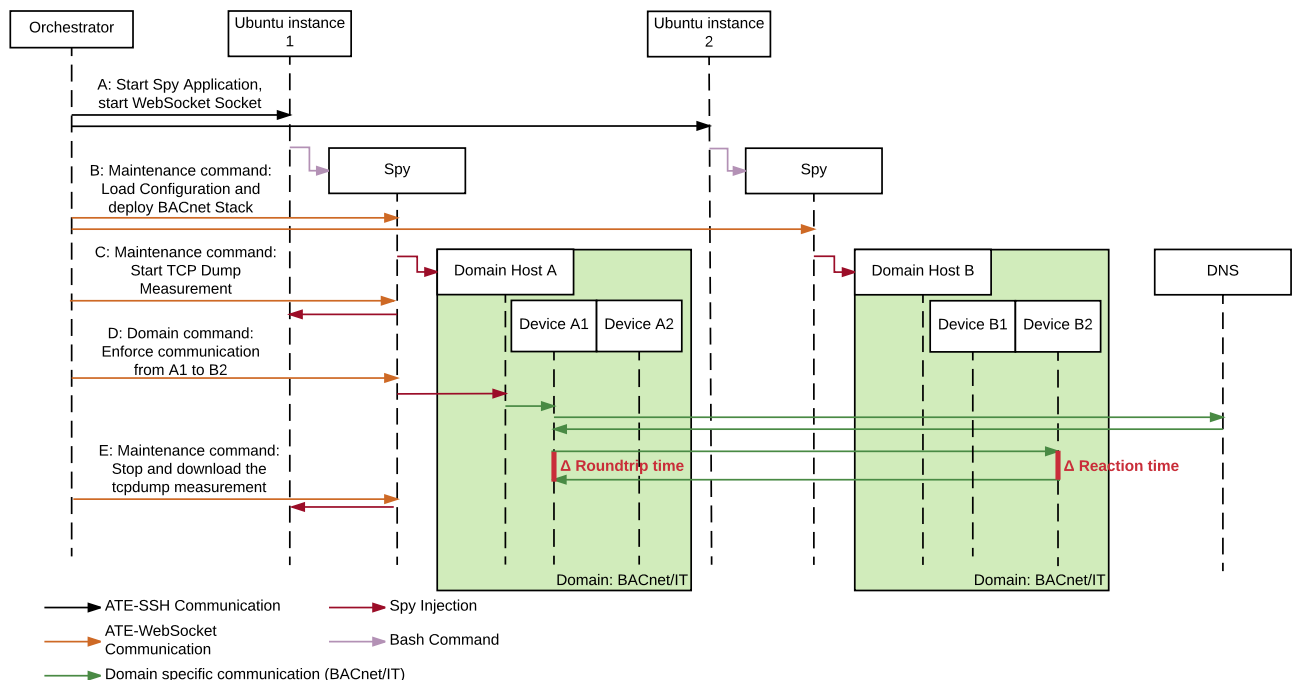 Orchestrator
Ubuntu instance
1
Ubuntu instance
2
A: Start Spy Application,
start WebSocket Socket
Spy
Spy
B: Maintenance command:
Load Configuration and
deploy BACnet Stack
C: Maintenance command:
Start TCP Dump
Measurement
Domain Host A
Domain Host B
DNS
Device A1
Device A2
Device B1
Device B2
D: Domain command:
Enforce communication
from A1 to B2
E: Maintenance command:
Stop and download the
tcpdump measurement
Δ Roundtrip time
Δ Reaction time
Domain: BACnet/IT
Domain: BACnet/IT
ATE-SSH Communication
Spy Injection
ATE-WebSocket
Communication
Bash Command
Domain specific communication (BACnet/IT)